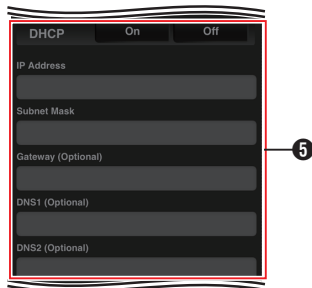 DHCP On Off
IP Address
Subnet Mask
Gateway (Optional)
DNS1 (Optional)
DNS2 (Optional)
5